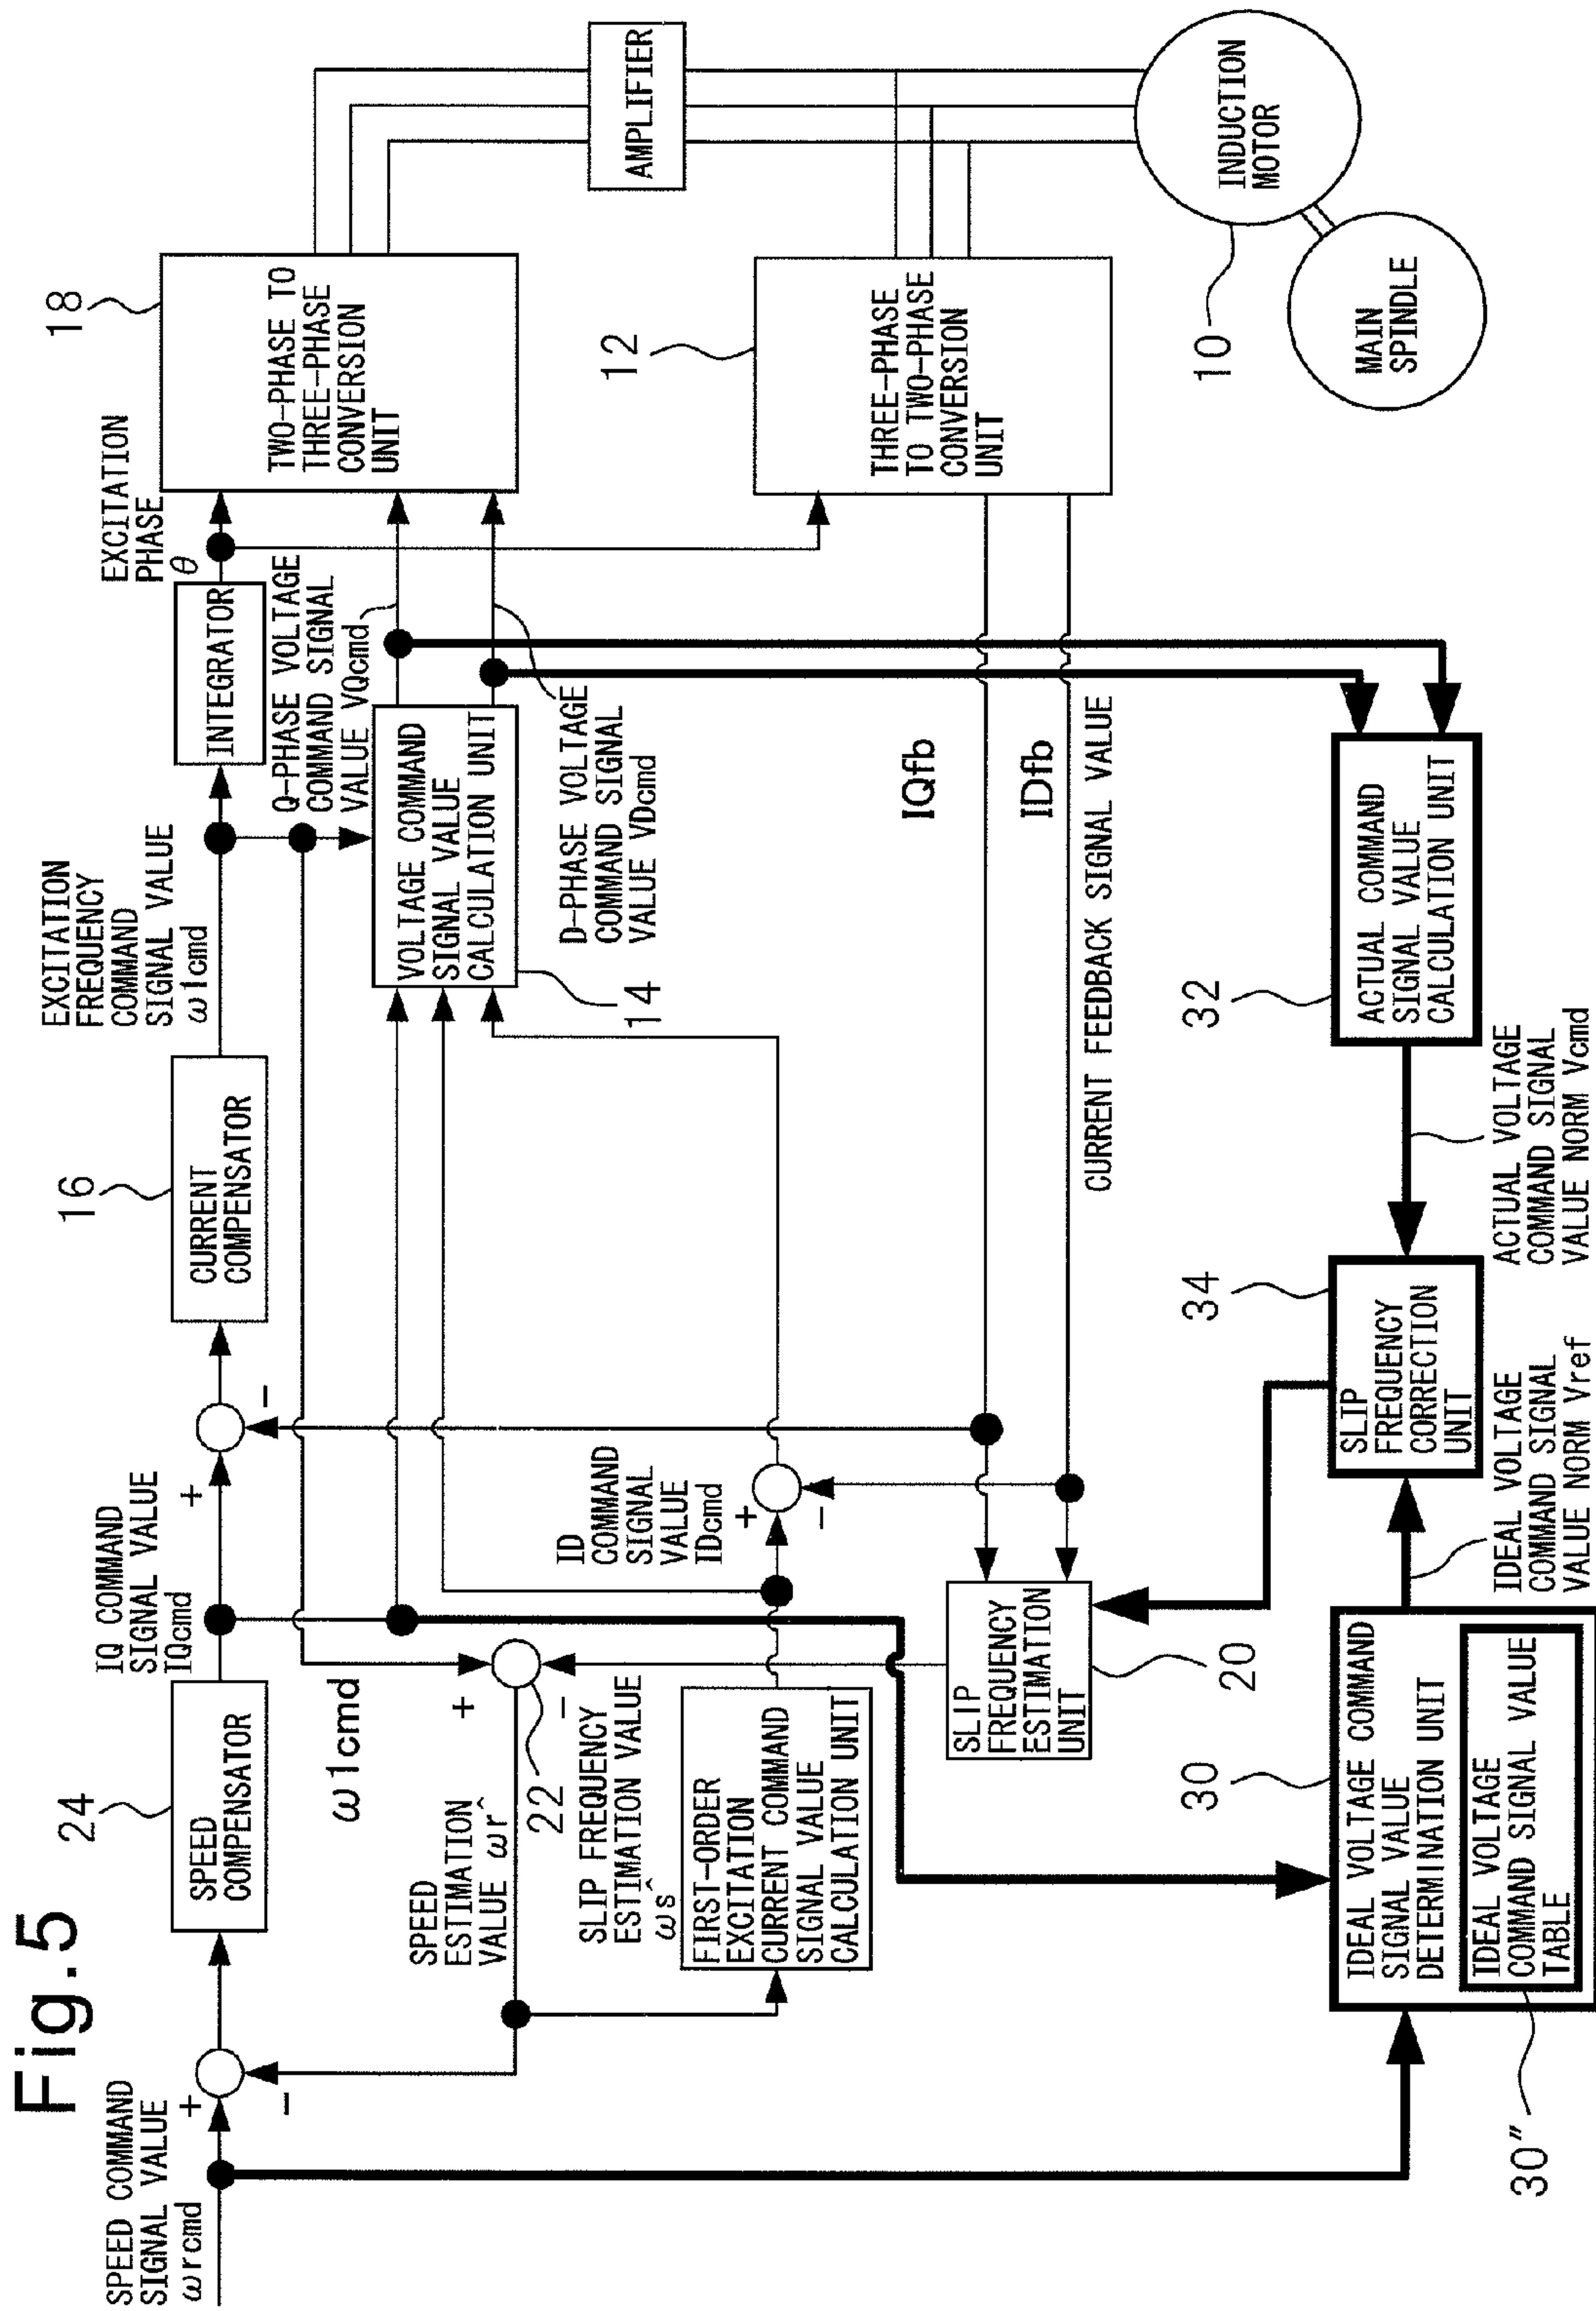 Fig.5
SPEED COMMAND
SIGNAL VALUE
ωrcmd
+
−
24
SPEED
COMPENSATOR
IQ COMMAND
SIGNAL VALUE
IQcmd
+
−
16
CURRENT
COMPENSATOR
EXCITATION
FREQUENCY
COMMAND
SIGNAL VALUE
ω1cmd
INTEGRATOR
EXCITATION
PHASE
θ
18
TWO-PHASE TO
THREE-PHASE
CONVERSION
UNIT
Q-PHASE VOLTAGE
COMMAND SIGNAL
VALUE VQcmd
VOLTAGE COMMAND
SIGNAL VALUE
CALCULATION UNIT
14
D-PHASE VOLTAGE
COMMAND SIGNAL
VALUE VDcmd
ω1cmd
+
−
22
SPEED
ESTIMATION
VALUE ωr^
SLIP FREQUENCY
ESTIMATION VALUE
ωs^
FIRST-ORDER
EXCITATION
CURRENT COMMAND
SIGNAL VALUE
CALCULATION UNIT
ID
COMMAND
SIGNAL
VALUE
IDcmd
+
−
12
THREE-PHASE
TO TWO-PHASE
CONVERSION
UNIT
AMPLIFIER
INDUCTION
MOTOR
10
MAIN
SPINDLE
IQfb
IDfb
CURRENT FEEDBACK SIGNAL VALUE
SLIP
FREQUENCY
ESTIMATION
UNIT
20
30
IDEAL VOLTAGE COMMAND
SIGNAL VALUE
DETERMINATION UNIT
IDEAL VOLTAGE
COMMAND SIGNAL VALUE
TABLE
30″
IDEAL VOLTAGE
COMMAND SIGNAL
VALUE NORM Vref
34
SLIP
FREQUENCY
CORRECTION
UNIT
ACTUAL VOLTAGE
COMMAND SIGNAL
VALUE NORM Vcmd
32
ACTUAL COMMAND
SIGNAL VALUE
CALCULATION UNIT